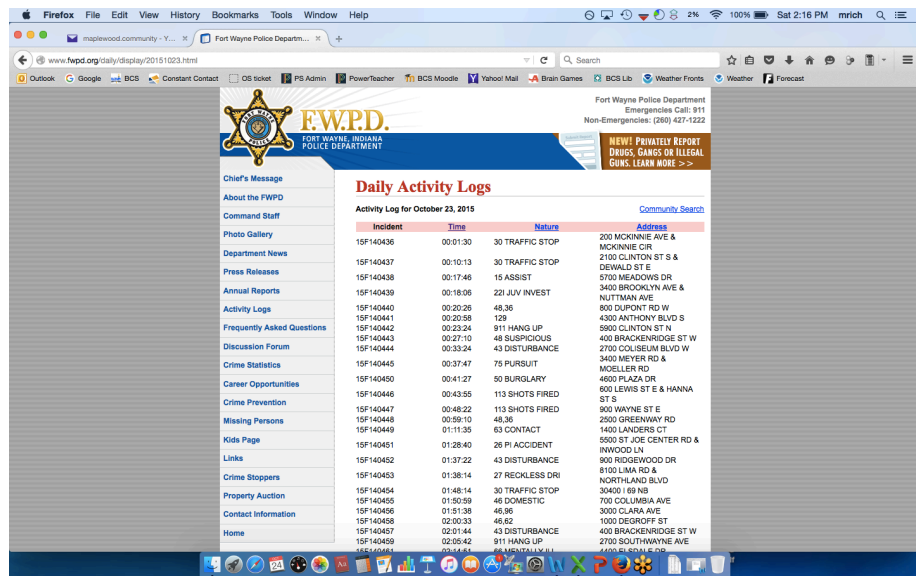 Firefox File Edit View History Bookmarks Tools Window Help 2% 100% Sat 2:16 PM mrich
maplewood.community - Y... Fort Wayne Police Departm...
www.fwpd.org/daily/display/20151023.html Search
Outlook Google BCS Constant Contact OS ticket PS Admin PowerTeacher BCS Moodle Yahoo! Mail Brain Games BCS Lib Weather Fronts Weather Forecast
F.W.P.D.
FORT WAYNE, INDIANA
POLICE DEPARTMENT
Fort Wayne Police Department
Emergencies Call: 911
Non-Emergencies: (260) 427-1222
NEW! PRIVATELY REPORT
DRUGS, GANGS OR ILLEGAL
GUNS. LEARN MORE >>
Chief's Message
About the FWPD
Command Staff
Photo Gallery
Department News
Press Releases
Annual Reports
Activity Logs
Frequently Asked Questions
Discussion Forum
Crime Statistics
Career Opportunities
Crime Prevention
Missing Persons
Kids Page
Links
Crime Stoppers
Property Auction
Contact Information
Home
Daily Activity Logs
Activity Log for October 23, 2015 Community Search
Incident Time Nature Address
15F140436 00:01:30 30 TRAFFIC STOP 200 MCKINNIE AVE &
MCKINNIE CIR
15F140437 00:10:13 30 TRAFFIC STOP 2100 CLINTON ST S &
DEWALD ST E
15F140438 00:17:46 15 ASSIST 5700 MEADOWS DR
15F140439 00:18:06 22I JUV INVEST 3400 BROOKLYN AVE &
NUTTMAN AVE
15F140440 00:20:26 48,36 800 DUPONT RD W
15F140441 00:20:58 129 4300 ANTHONY BLVD S
15F140442 00:23:24 911 HANG UP 5900 CLINTON ST N
15F140443 00:27:10 48 SUSPICIOUS 400 BRACKENRIDGE ST W
15F140444 00:33:24 43 DISTURBANCE 2700 COLISEUM BLVD W
15F140445 00:37:47 75 PURSUIT 3400 MEYER RD &
MOELLER RD
15F140450 00:41:27 50 BURGLARY 4600 PLAZA DR
15F140446 00:43:55 113 SHOTS FIRED 600 LEWIS ST E & HANNA
ST S
15F140447 00:48:22 113 SHOTS FIRED 900 WAYNE ST E
15F140448 00:59:10 48,36 2500 GREENWAY RD
15F140449 01:11:35 63 CONTACT 1400 LANDERS CT
15F140451 01:28:40 26 PI ACCIDENT 5500 ST JOE CENTER RD &
INWOOD LN
15F140452 01:37:22 43 DISTURBANCE 900 RIDGEWOOD DR
15F140453 01:38:14 27 RECKLESS DRI 8100 LIMA RD &
NORTHLAND BLVD
15F140454 01:48:14 30 TRAFFIC STOP 30400 I 69 NB
15F140455 01:50:59 46 DOMESTIC 700 COLUMBIA AVE
15F140456 01:51:38 46,96 3000 CLARA AVE
15F140458 02:00:33 46,62 1000 DEGROFF ST
15F140457 02:01:44 43 DISTURBANCE 400 BRACKENRIDGE ST W
15F140459 02:05:42 911 HANG UP 2700 SOUTHWAYNE AVE
24